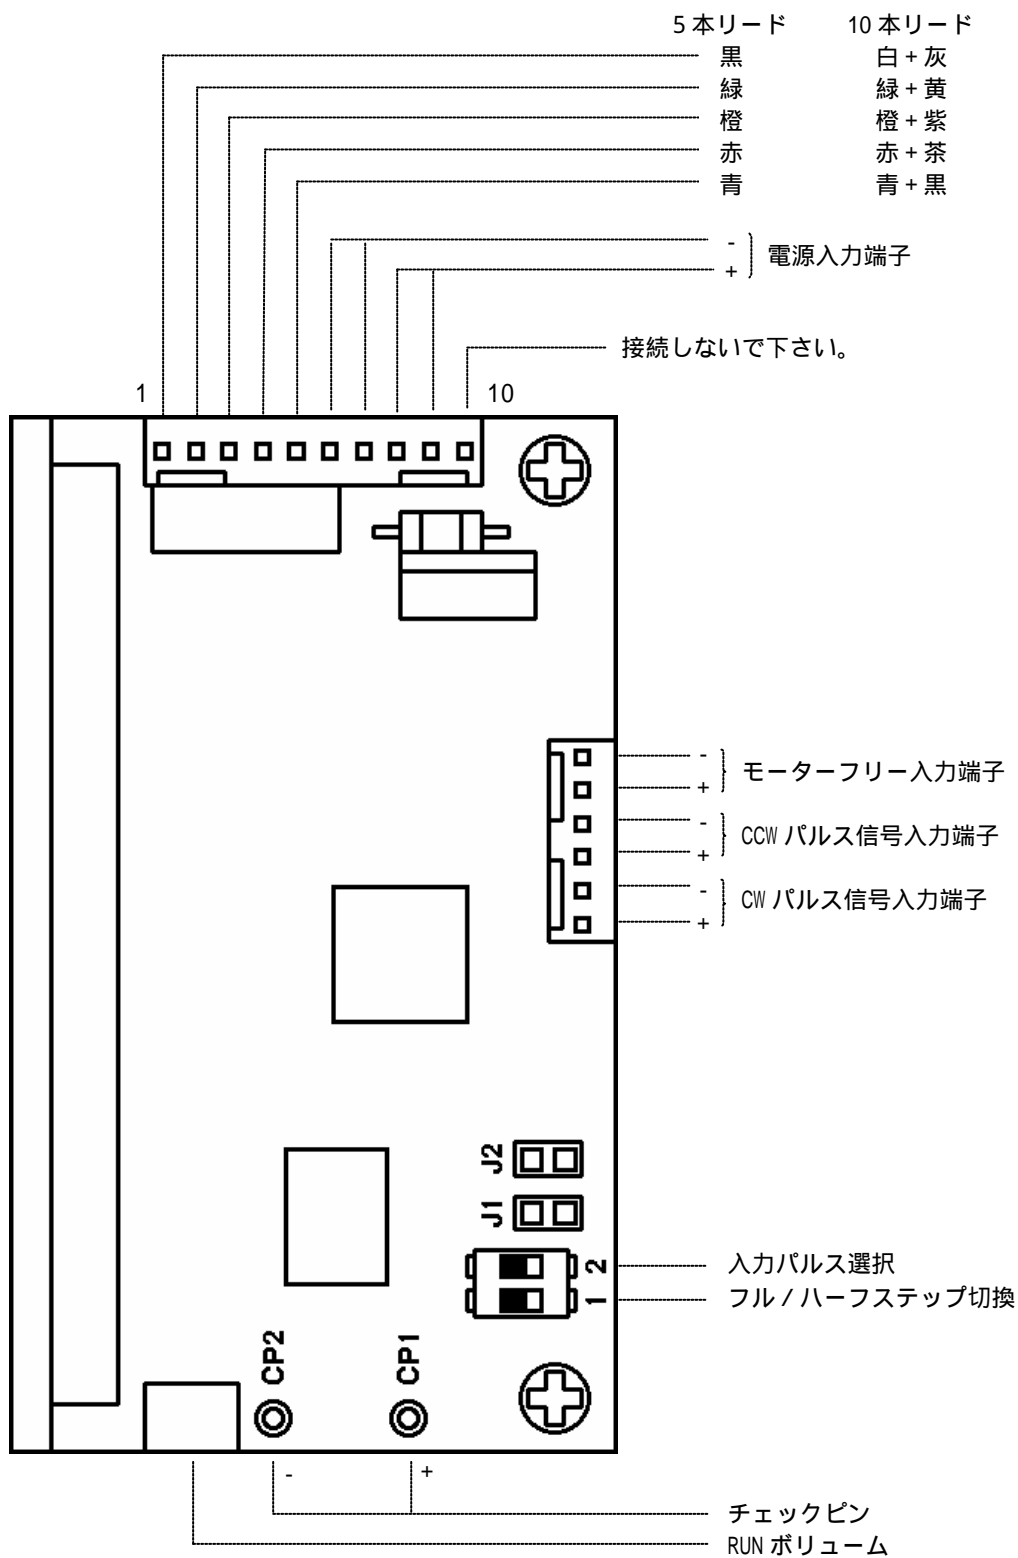 5本リード 10本リード
黒 白+灰
緑 緑+黄
橙 橙+紫
赤 赤+茶
青 青+黒
-
+
電源入力端子
接続しないで下さい。
1 10
-
+
モーターフリー入力端子
-
+
CCWパルス信号入力端子
-
+
CWパルス信号入力端子
J2
J1
2 入力パルス選択
1 フル/ハーフステップ切換
CP2 CP1
- +
チェックピン
RUNボリューム